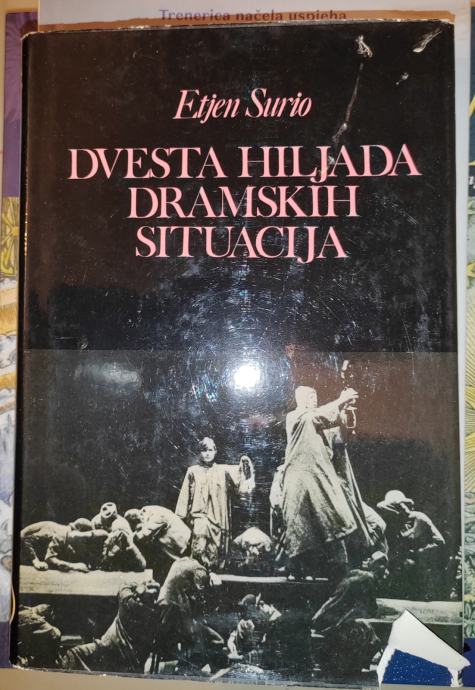 Trenerica načela uspjeha
Etjen Surio
DVESTA HILJADA
DRAMSKIH
SITUACIJA